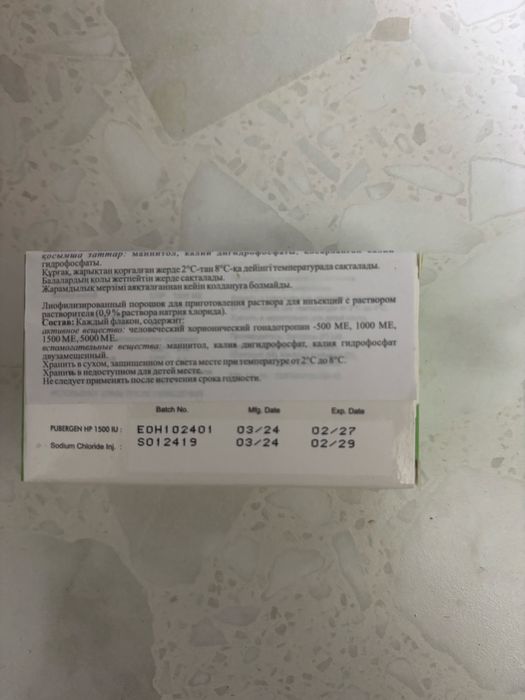 қосымша заттар: маннитол, калий
гидрофосфаты.
Құрғақ, жарықтан қорғалған жерде 2°С-тан 8°С-қа дейінгі температурада сақталады.
Балалардың қолы жетпейтін жерде сақталады.
Жарамдылық мерзімі аяқталғаннан кейін қолдануға болмайды.
Лиофилизированный порошок для приготовления раствора для инъекций с раствором
растворителя (0,9 % раствора натрия хлорида).
Состав: Каждый флакон, содержит:
активное вещество: человеческий хорионический гонадотропин -500 МЕ, 1000 МЕ,
1500 МЕ, 5000 МЕ.
вспомогательные вещества: маннитол, калия дигидрофосфат, калия гидрофосфат
двузамещенный.
Хранить в сухом, защищенном от света месте при температуре от 2°С до 8°С.
Хранить в недоступном для детей месте.
Не следует применять после истечения срока годности.
Batch No. Mfg. Date Exp. Date
PUBERGEN HP 1500 IU : EOH102401 03/24 02/27
Sodium Chloride Inj. : S012419 03/24 02/29